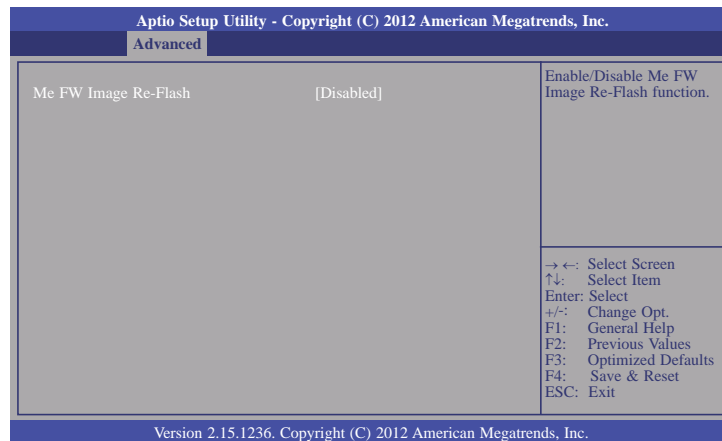 Aptio Setup Utility - Copyright (C) 2012 American Megatrends, Inc.
Advanced
Me FW Image Re-Flash [Disabled]
Enable/Disable Me FW
Image Re-Flash function.
→ ←: Select Screen
↑↓: Select Item
Enter: Select
+/-: Change Opt.
F1: General Help
F2: Previous Values
F3: Optimized Defaults
F4: Save & Reset
ESC: Exit
Version 2.15.1236. Copyright (C) 2012 American Megatrends, Inc.